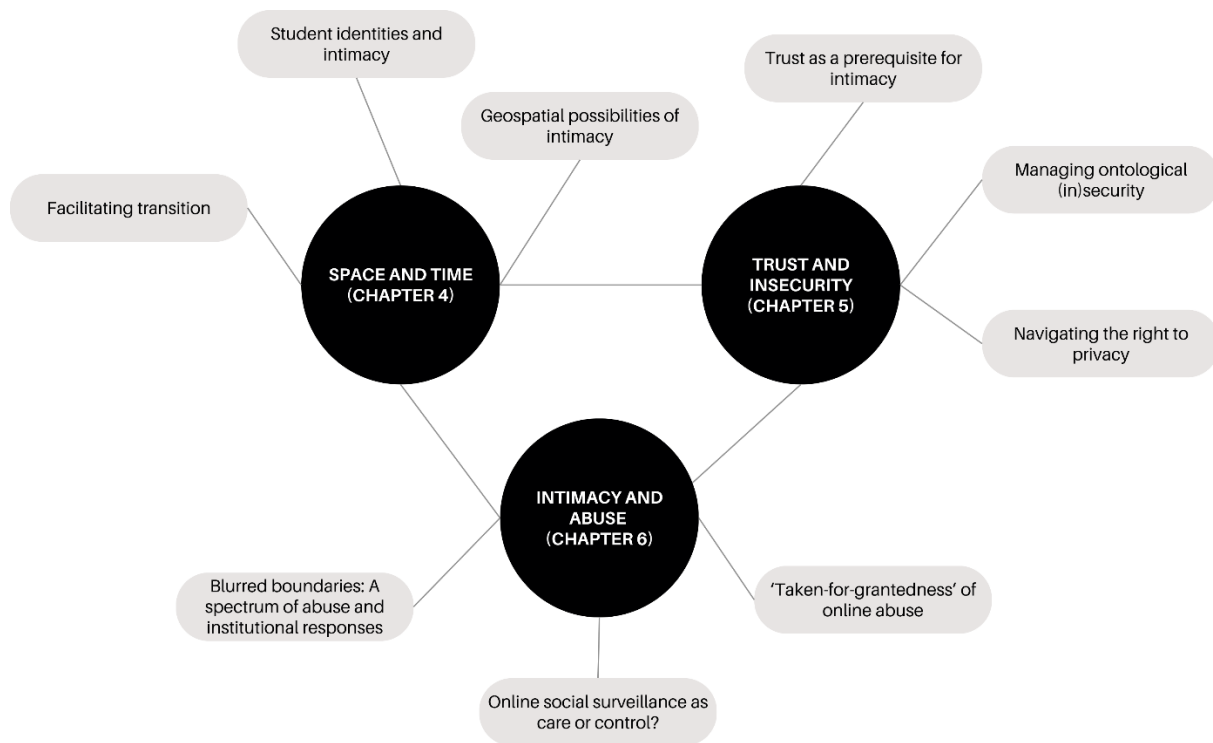 Student identities and
intimacy
Trust as a prerequisite for
intimacy
Geospatial possibilities of
intimacy
Managing ontological
(in)security
Facilitating transition
SPACE AND TIME
(CHAPTER 4)
TRUST AND
INSECURITY
(CHAPTER 5)
Navigating the right to
privacy
INTIMACY AND
ABUSE
(CHAPTER 6)
Blurred boundaries: A
spectrum of abuse and
institutional responses
‘Taken-for-grantedness’ of
online abuse
Online social surveillance as
care or control?